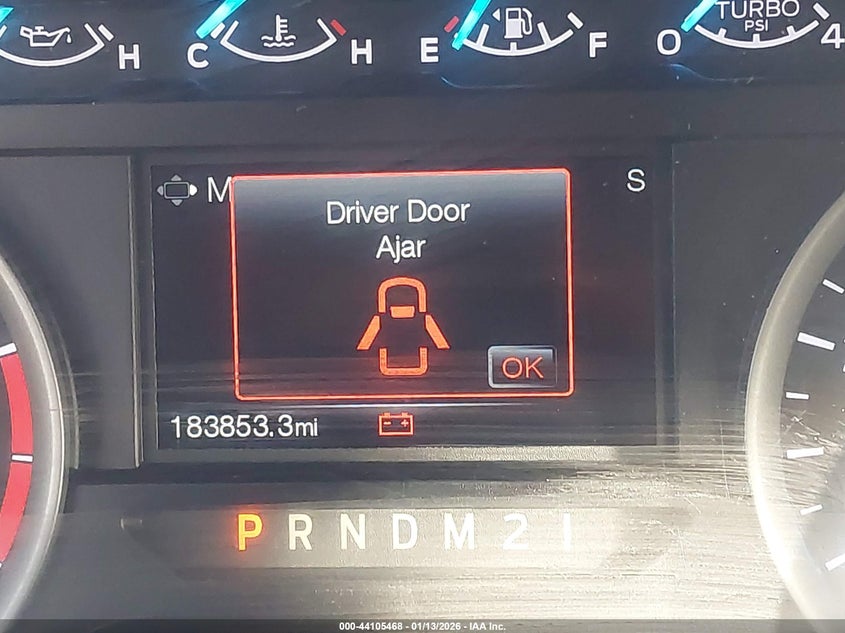 H C H E F O TURBO
PSI
4
M S
Driver Door
Ajar
OK
183853.3mi
- +
P R N D M 2 1
000-44105468 - 01/13/2026 - IAA Inc.